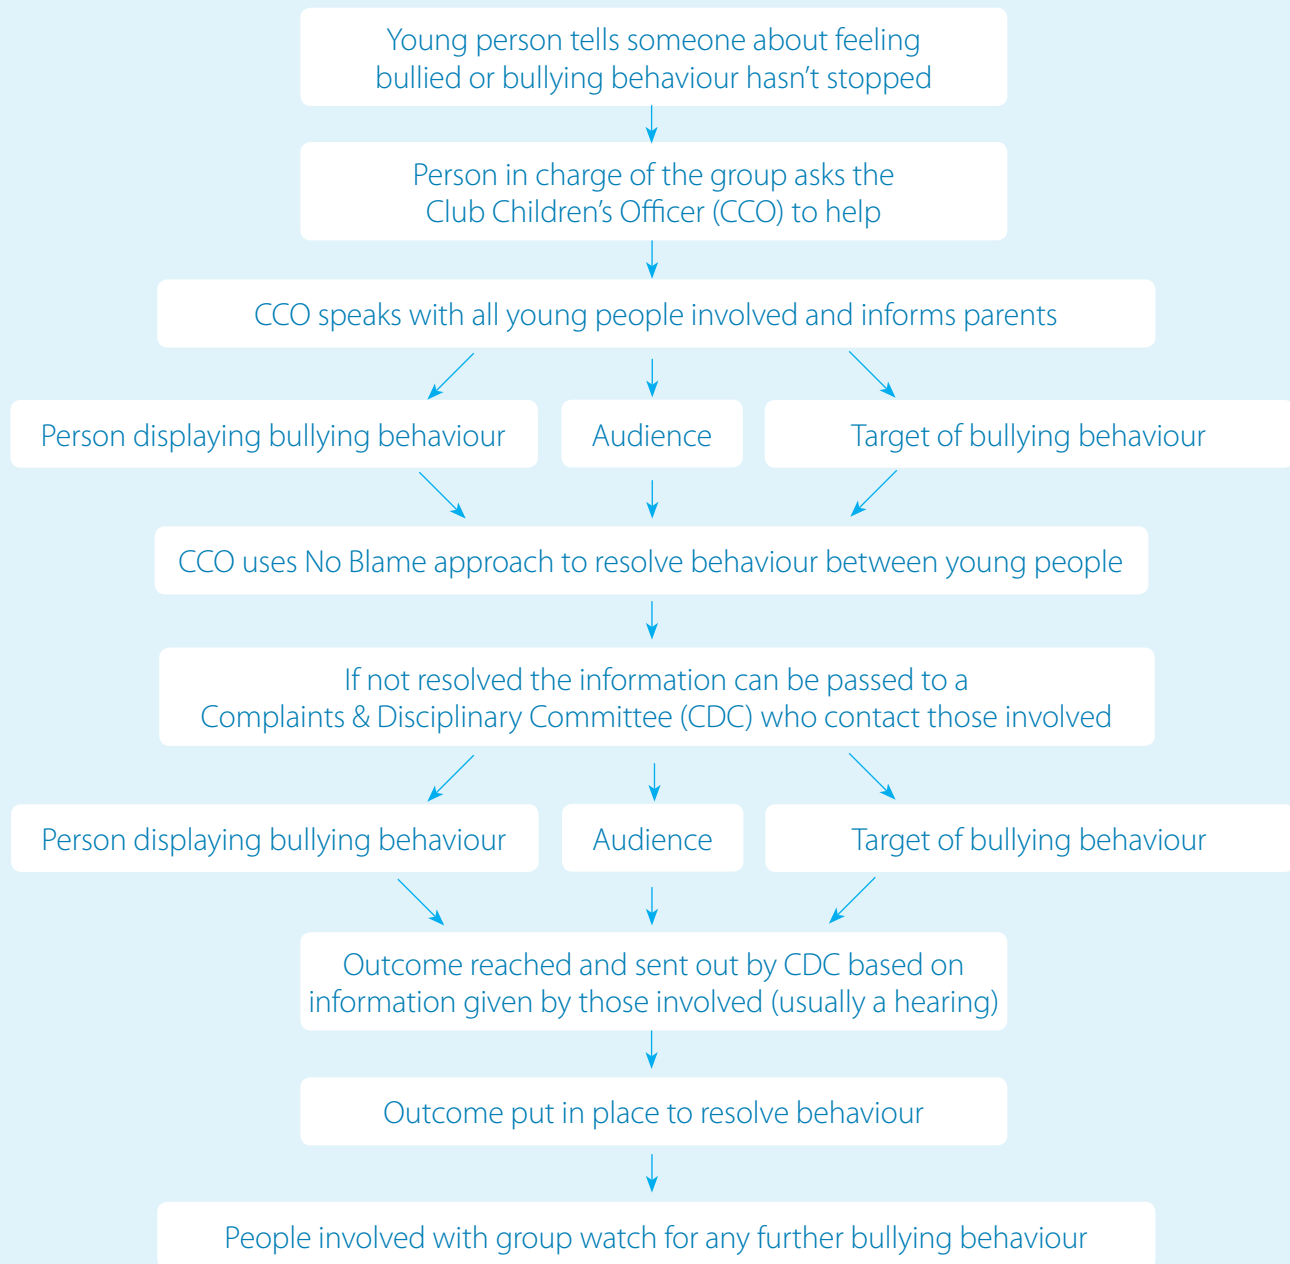 Young person tells someone about feeling
bullied or bullying behaviour hasn't stopped
Person in charge of the group asks the
Club Children's Officer (CCO) to help
CCO speaks with all young people involved and informs parents
Person displaying bullying behaviour
Audience
Target of bullying behaviour
CCO uses No Blame approach to resolve behaviour between young people
If not resolved the information can be passed to a
Complaints & Disciplinary Committee (CDC) who contact those involved
Person displaying bullying behaviour
Audience
Target of bullying behaviour
Outcome reached and sent out by CDC based on
information given by those involved (usually a hearing)
Outcome put in place to resolve behaviour
People involved with group watch for any further bullying behaviour